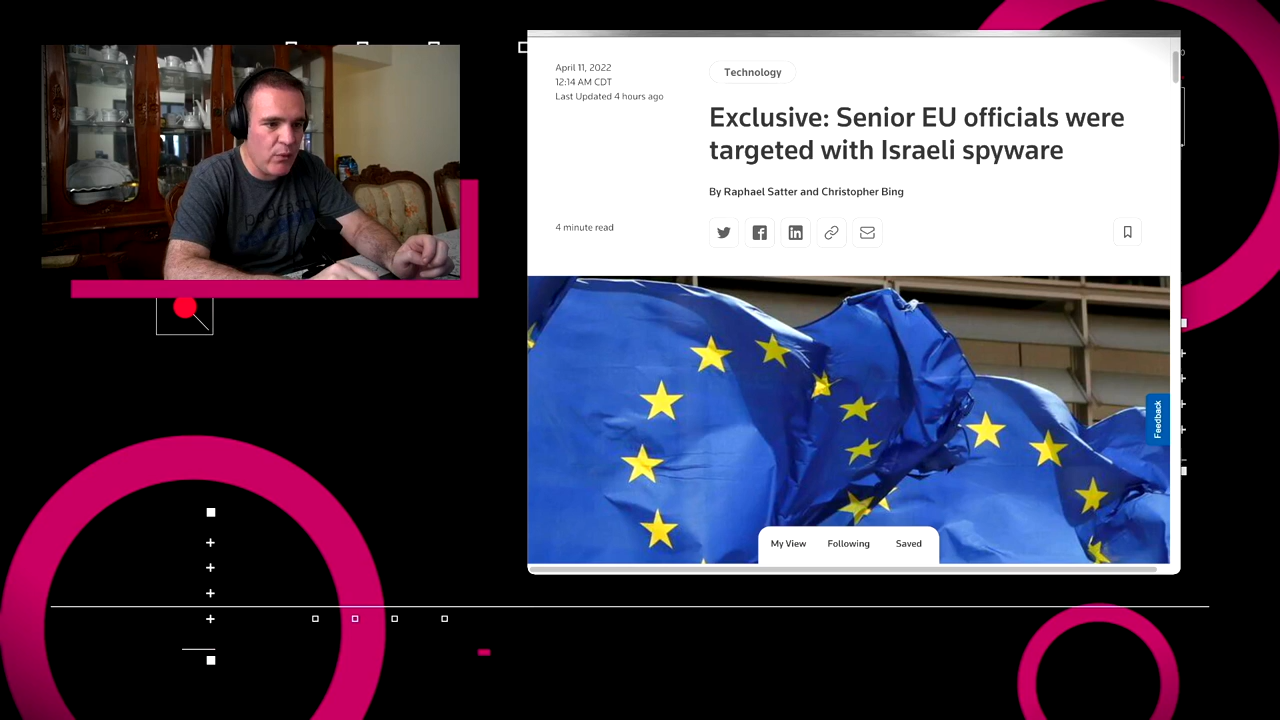 April 11, 2022
12:14 AM CDT
Last Updated 4 hours ago
Technology
Exclusive: Senior EU officials were
targeted with Israeli spyware
By Raphael Satter and Christopher Bing
4 minute read
podcast
Feedback
My View Following Saved